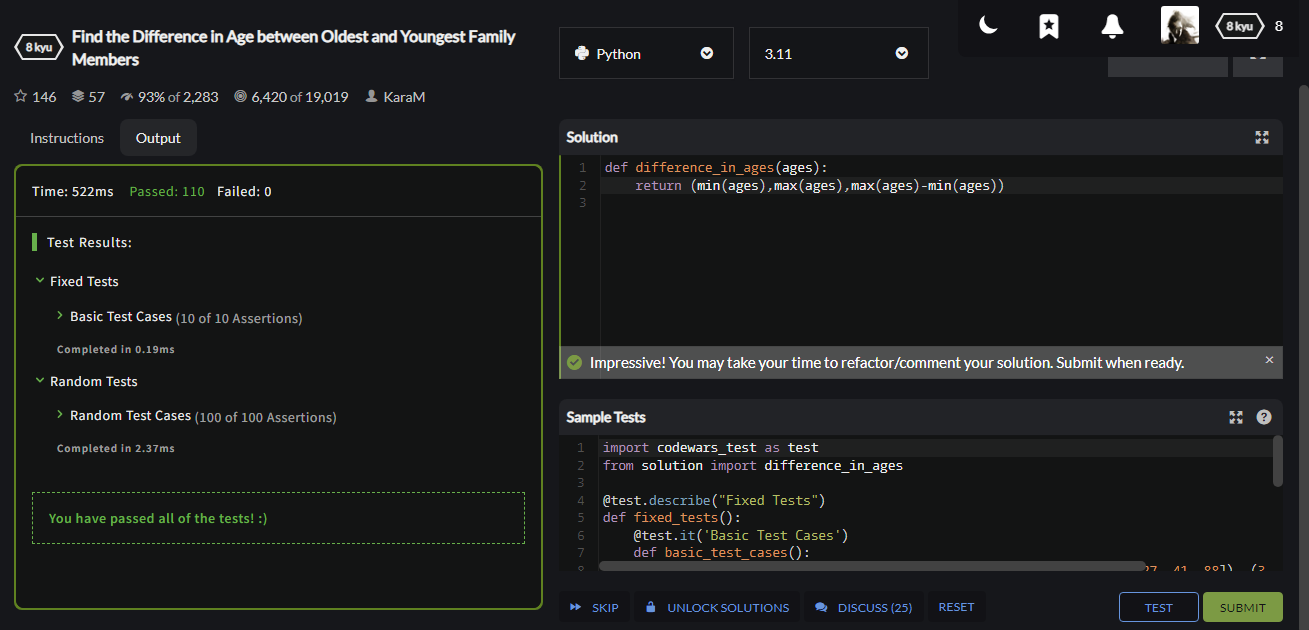 8 kyu
Find the Difference in Age between Oldest and Youngest Family
Members
146 57 93% of 2,283 6,420 of 19,019 KaraM
Instructions Output
Time: 522ms Passed: 110 Failed: 0
Test Results:
Fixed Tests
Basic Test Cases (10 of 10 Assertions)
Completed in 0.19ms
Random Tests
Random Test Cases (100 of 100 Assertions)
Completed in 2.37ms
You have passed all of the tests! :)
Python 3.11
8 kyu 8
Solution
1 def difference_in_ages(ages):
2 return (min(ages),max(ages),max(ages)-min(ages))
3
Impressive! You may take your time to refactor/comment your solution. Submit when ready.
Sample Tests
1 import codewars_test as test
2 from solution import difference_in_ages
3
4 @test.describe("Fixed Tests")
5 def fixed_tests():
6 @test.it('Basic Test Cases')
7 def basic_test_cases():
SKIP UNLOCK SOLUTIONS DISCUSS (25) RESET TEST SUBMIT